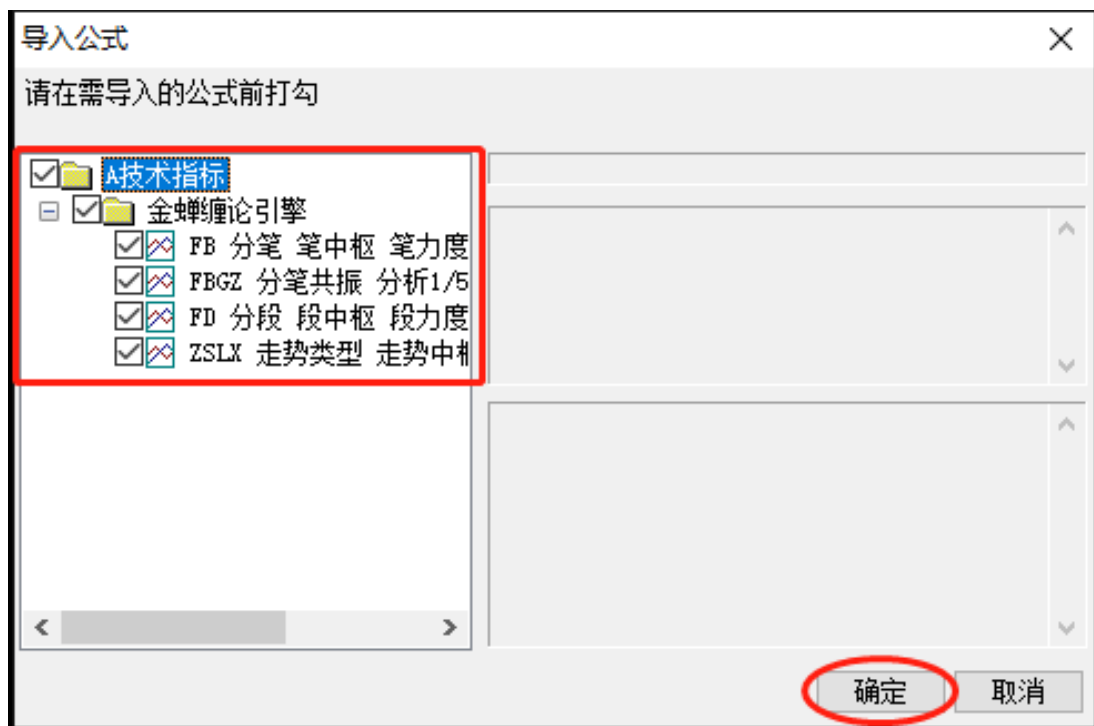 导入公式
请在需导入的公式前打勾
A技术指标
金蝉缠论引擎
FB 分笔 笔中枢 笔力度
FBGZ 分笔共振 分析1/5
FD 分段 段中枢 段力度
ZSLX 走势类型 走势中
确定
取消